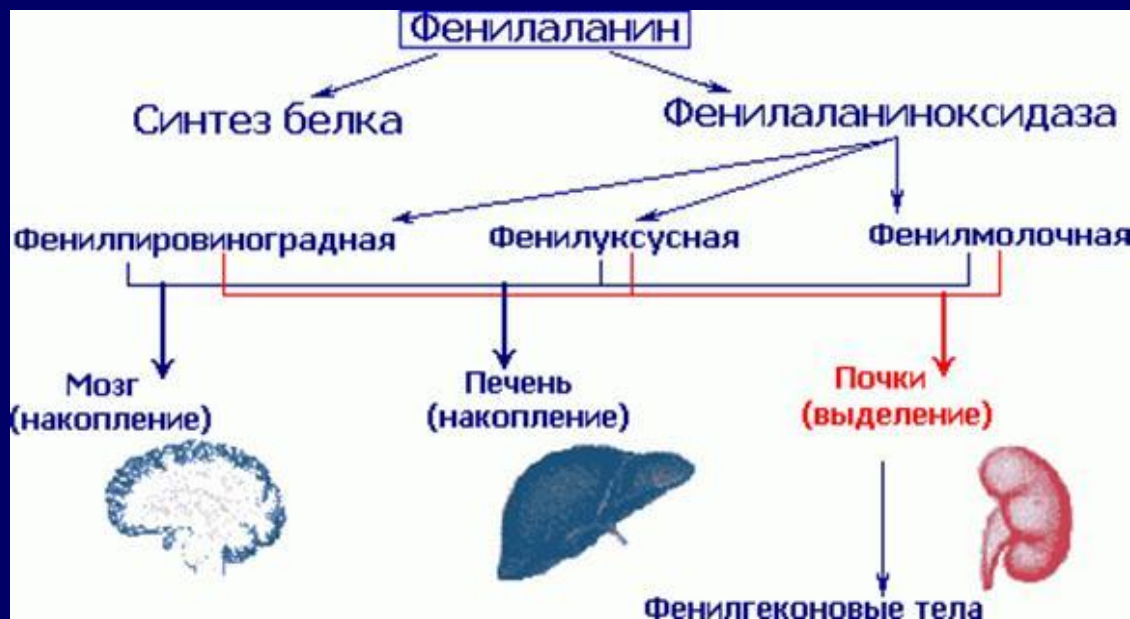 Фенилаланин
Синтез белка
Фенилаланиноксидаза
Фенилпировиноградная
Фенилуксусная
Фенилмолочная
Мозг
(накопление)
Печень
(накопление)
Почки
(выделение)
Фенилгеконовые тела